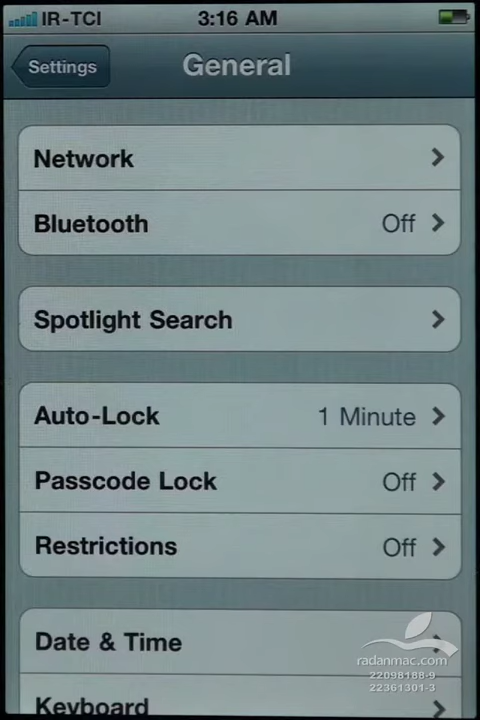 IR-TCI 3:16 AM
Settings General
Network
Bluetooth Off
Spotlight Search
Auto-Lock 1 Minute
Passcode Lock Off
Restrictions Off
Date & Time
radanmac.com
22098188-9
22361301-3
Keyboard